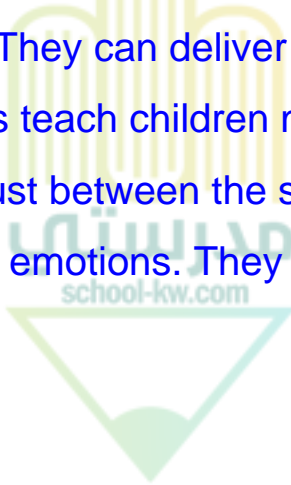 They can deliver
s teach children
ust between the s
emotions. They
مدرستي
school-kw.com